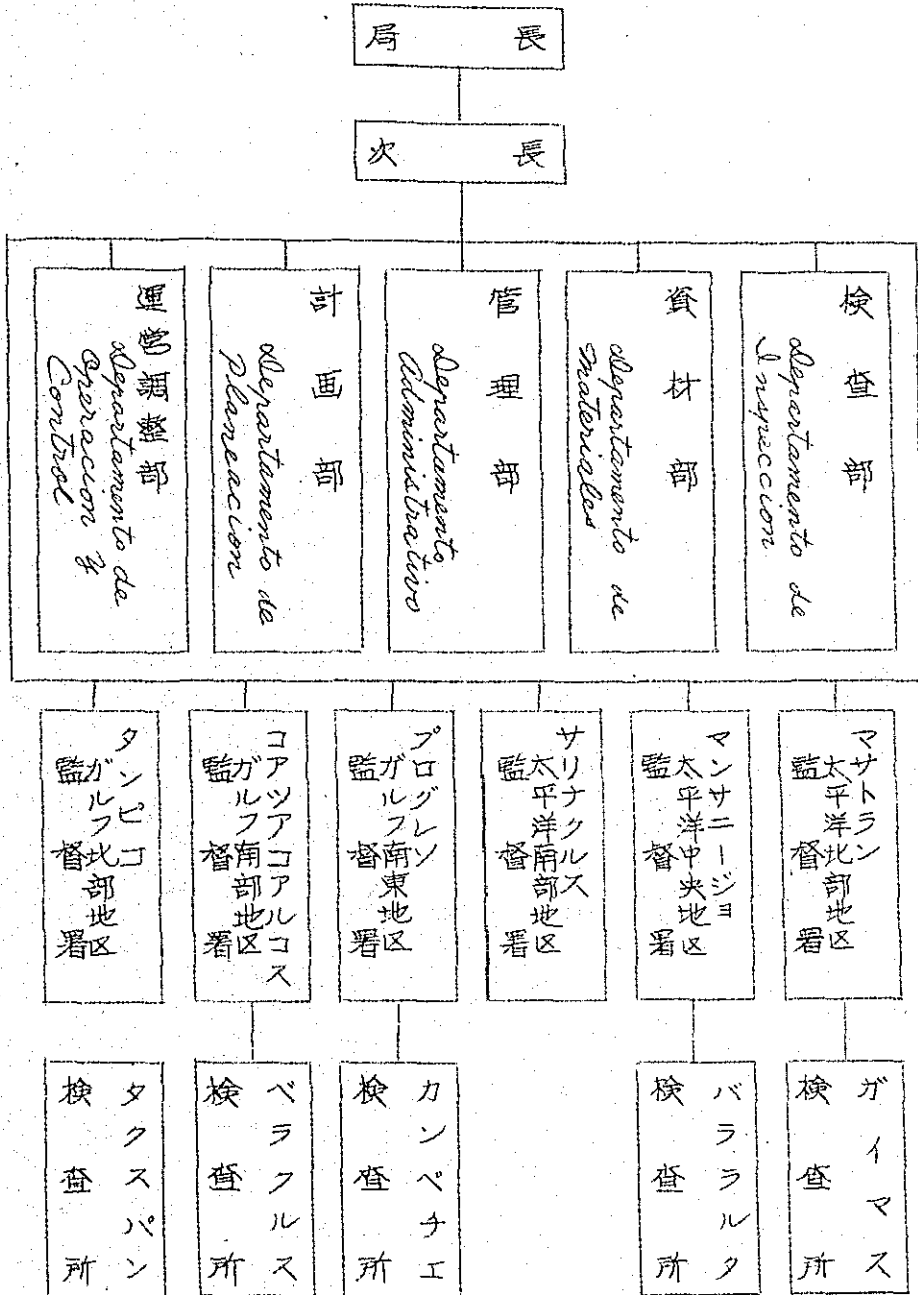 局長
次長
検査部
Departamento de
Inspeccion
資材部
Departamento de
Materiales
管理部
Departamento
Administrativo
計画部
Departamento de
Planeacion
運営調整部
Departamento de
Operacion y
Control
マサトラン
太平洋北部地区
監督署
マンサニージョ
太平洋中央地区
監督署
サリナクルス
太平洋南部地区
監督署
プログレソ
ガルフ南東地区
監督署
コアツアコアルコス
ガルフ南部地区
監督署
タンピコ
ガルフ北部地区
監督署
ガイマス
検査所
バララルタ
検査所
カンペチエ
検査所
ベラクルス
検査所
タクスパン
検査所